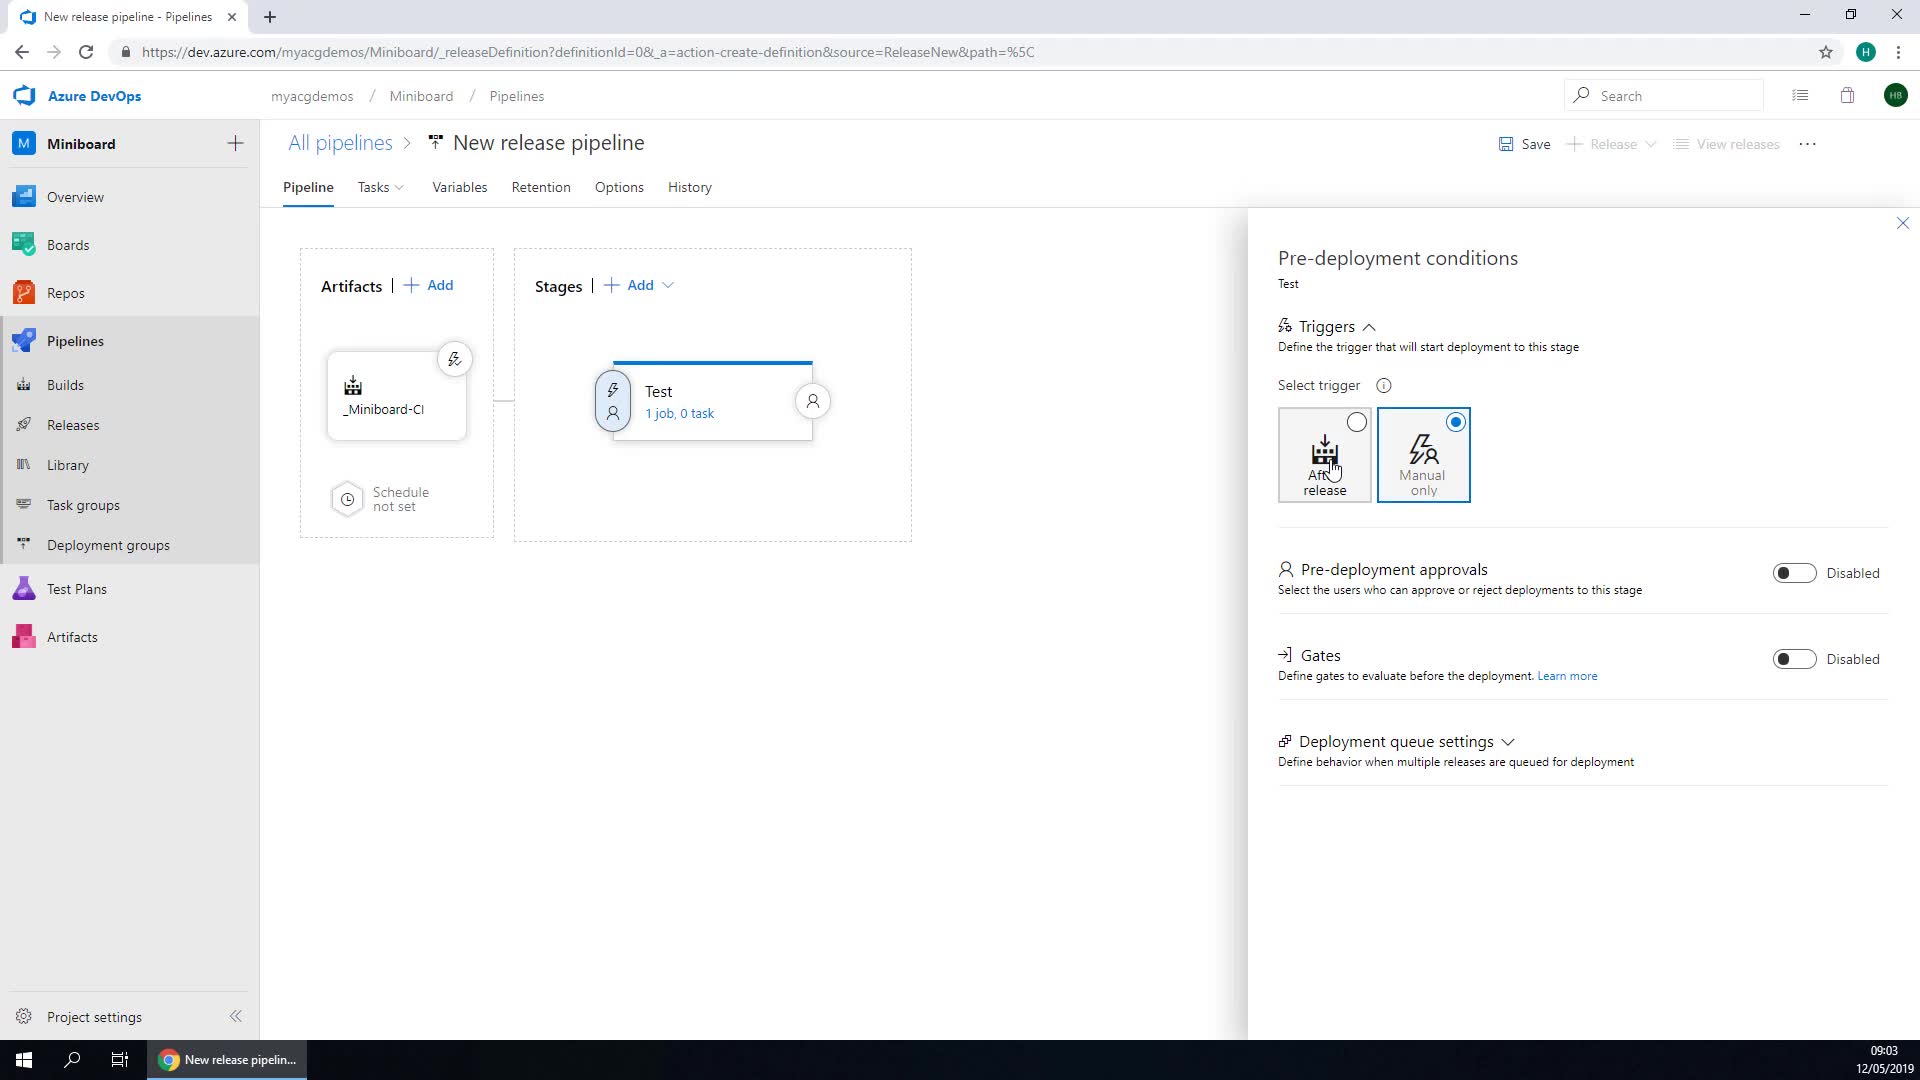 New release pipeline - Pipelines
https://dev.azure.com/myacgdemos/Miniboard/_releaseDefinition?definitionId=0&_a=action-create-definition&source=ReleaseNew&path=%5C
H
Azure DevOps
myacgdemos / Miniboard / Pipelines
Search
HB
M
Miniboard
Overview
Boards
Repos
Pipelines
Builds
Releases
Library
Task groups
Deployment groups
Test Plans
Artifacts
Project settings
All pipelines > New release pipeline
Save
Release
View releases
Pipeline
Tasks
Variables
Retention
Options
History
Artifacts | + Add
_Miniboard-CI
Schedule
not set
Stages | + Add
Test
1 job, 0 task
Pre-deployment conditions
Test
Triggers
Define the trigger that will start deployment to this stage
Select trigger
release
Manual
only
Pre-deployment approvals
Disabled
Select the users who can approve or reject deployments to this stage
Gates
Disabled
Define gates to evaluate before the deployment. Learn more
Deployment queue settings
Define behavior when multiple releases are queued for deployment
New release pipelin...
09:03
12/05/2019